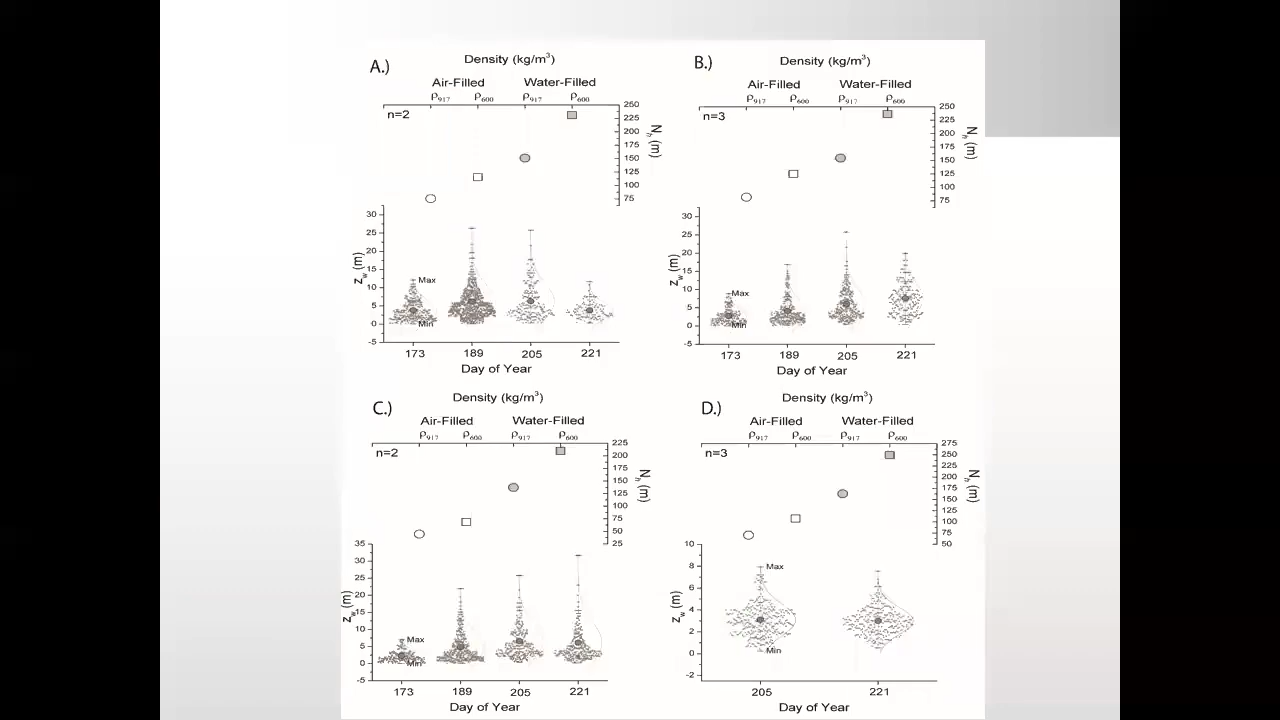 A.)
Density (kg/m³)
Air-Filled Water-Filled
ρ917 ρ600 ρ917 ρ600
n=2
250
225
200
175
150
125
100
75
Nh (m)
30
25
20
15
10
5
0
-5
zw (m)
Max
Min
173 189 205 221
Day of Year
B.)
Density (kg/m³)
Air-Filled Water-Filled
ρ917 ρ600 ρ917 ρ600
n=3
250
225
200
175
150
125
100
75
Nh (m)
30
25
20
15
10
5
0
-5
zw (m)
Max
Min
173 189 205 221
Day of Year
C.)
Density (kg/m³)
Air-Filled Water-Filled
ρ917 ρ600 ρ917 ρ600
n=2
225
200
175
150
125
100
75
50
25
Nh (m)
35
30
25
20
15
10
5
0
-5
zw (m)
Max
Min
173 189 205 221
Day of Year
D.)
Density (kg/m³)
Air-Filled Water-Filled
ρ917 ρ600 ρ917 ρ600
n=3
275
250
225
200
175
150
125
100
75
50
Nh (m)
10
8
6
4
2
0
-2
zw (m)
Max
Min
205 221
Day of Year